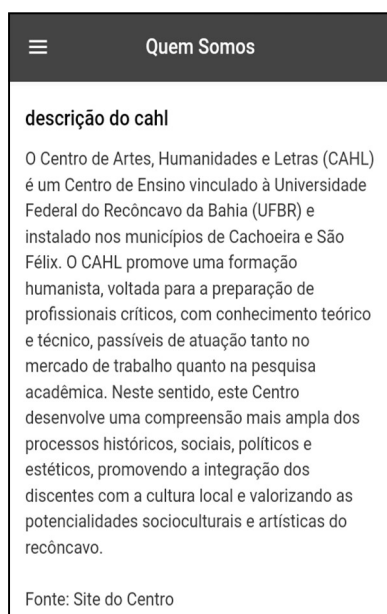 Quem Somos
descrição do cahl
O Centro de Artes, Humanidades e Letras (CAHL)
é um Centro de Ensino vinculado à Universidade
Federal do Recôncavo da Bahia (UFBR) e
instalado nos municípios de Cachoeira e São
Félix. O CAHL promove uma formação
humanista, voltada para a preparação de
profissionais críticos, com conhecimento teórico
e técnico, passíveis de atuação tanto no
mercado de trabalho quanto na pesquisa
acadêmica. Neste sentido, este Centro
desenvolve uma compreensão mais ampla dos
processos históricos, sociais, políticos e
estéticos, promovendo a integração dos
discentes com a cultura local e valorizando as
potencialidades socioculturais e artísticas do
recôncavo.
Fonte: Site do Centro